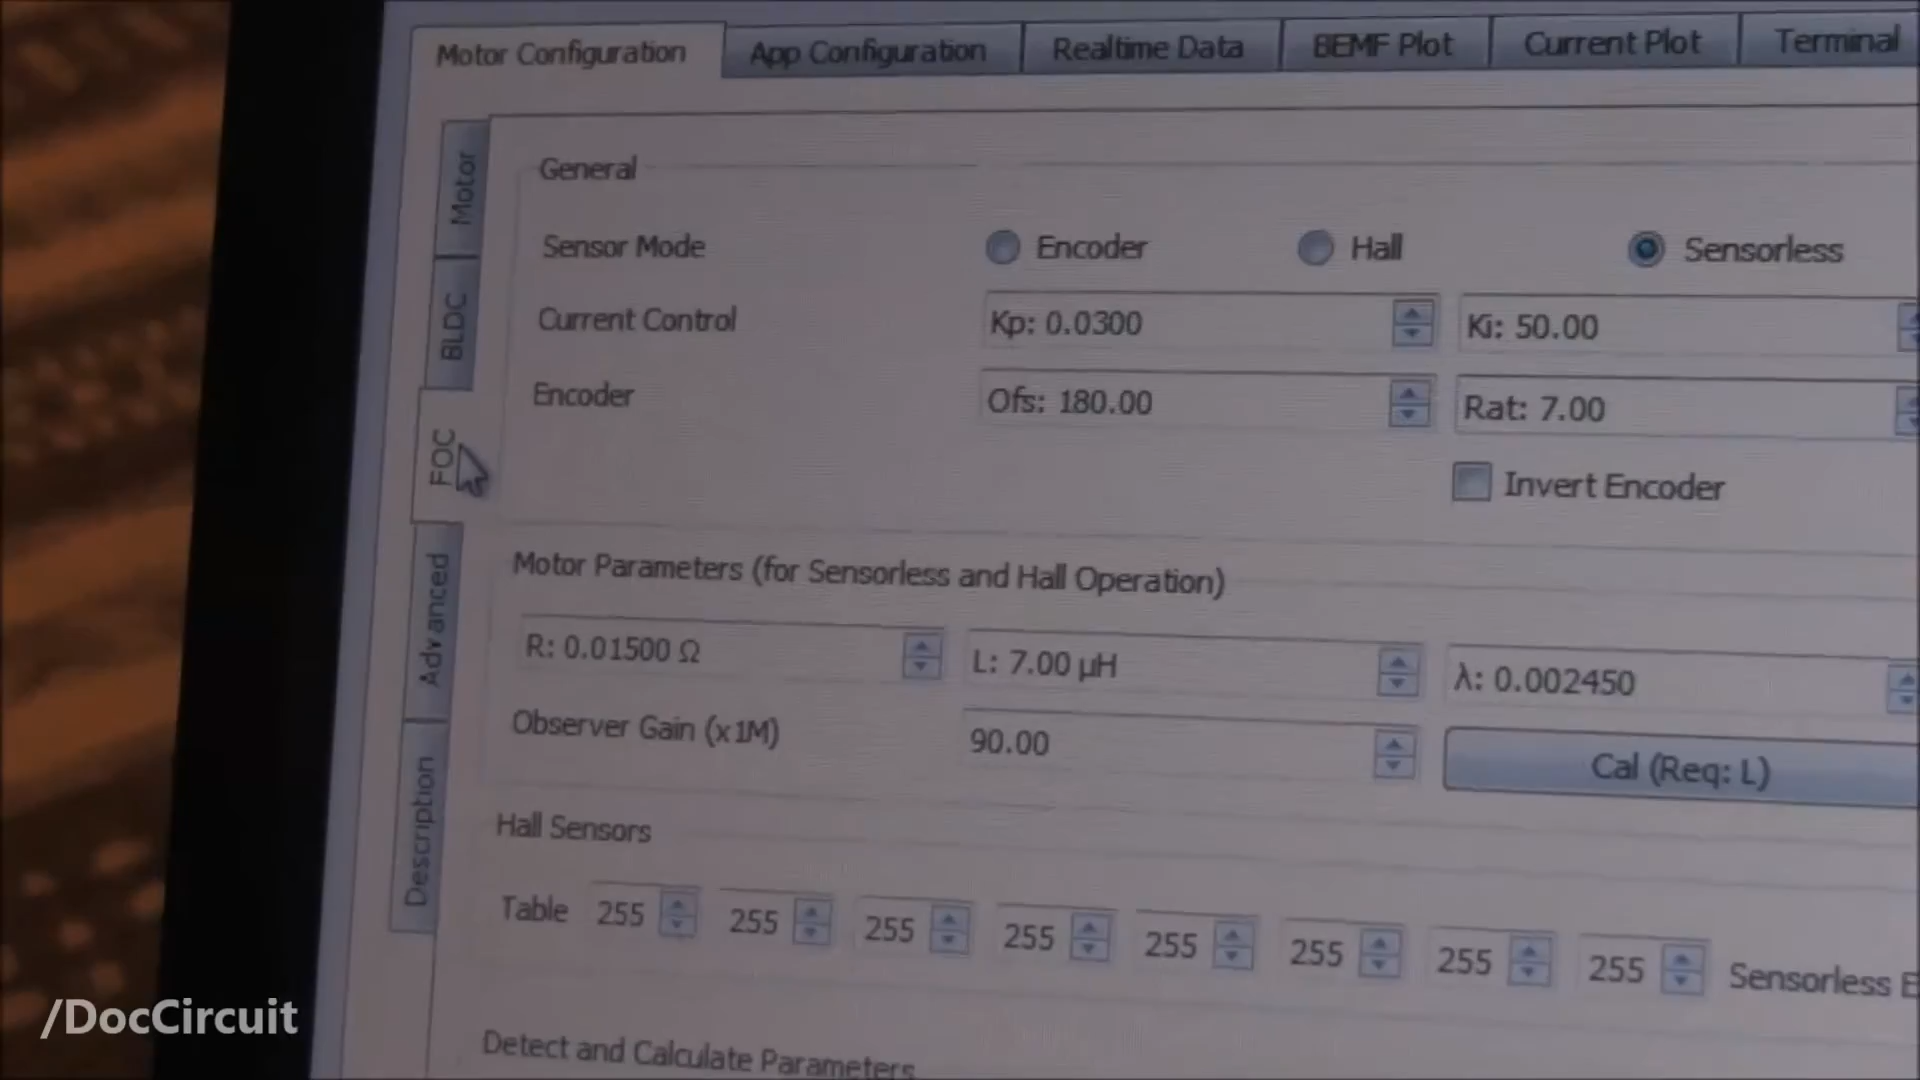 Motor Configuration App Configuration Realtime Data BEMF Plot Current Plot Terminal
Motor
BLDC
FOC
Advanced
Description
General
Sensor Mode Encoder Hall Sensorless
Current Control Kp: 0.0300 Ki: 50.00
Encoder Ofs: 180.00 Rat: 7.00
Invert Encoder
Motor Parameters (for Sensorless and Hall Operation)
R: 0.01500 Ω L: 7.00 µH λ: 0.002450
Observer Gain (x1M) 90.00 Cal (Req: L)
Hall Sensors
Table 255 255 255 255 255 255 255 255 Sensorless
Detect and Calculate Parameters
/DocCircuit